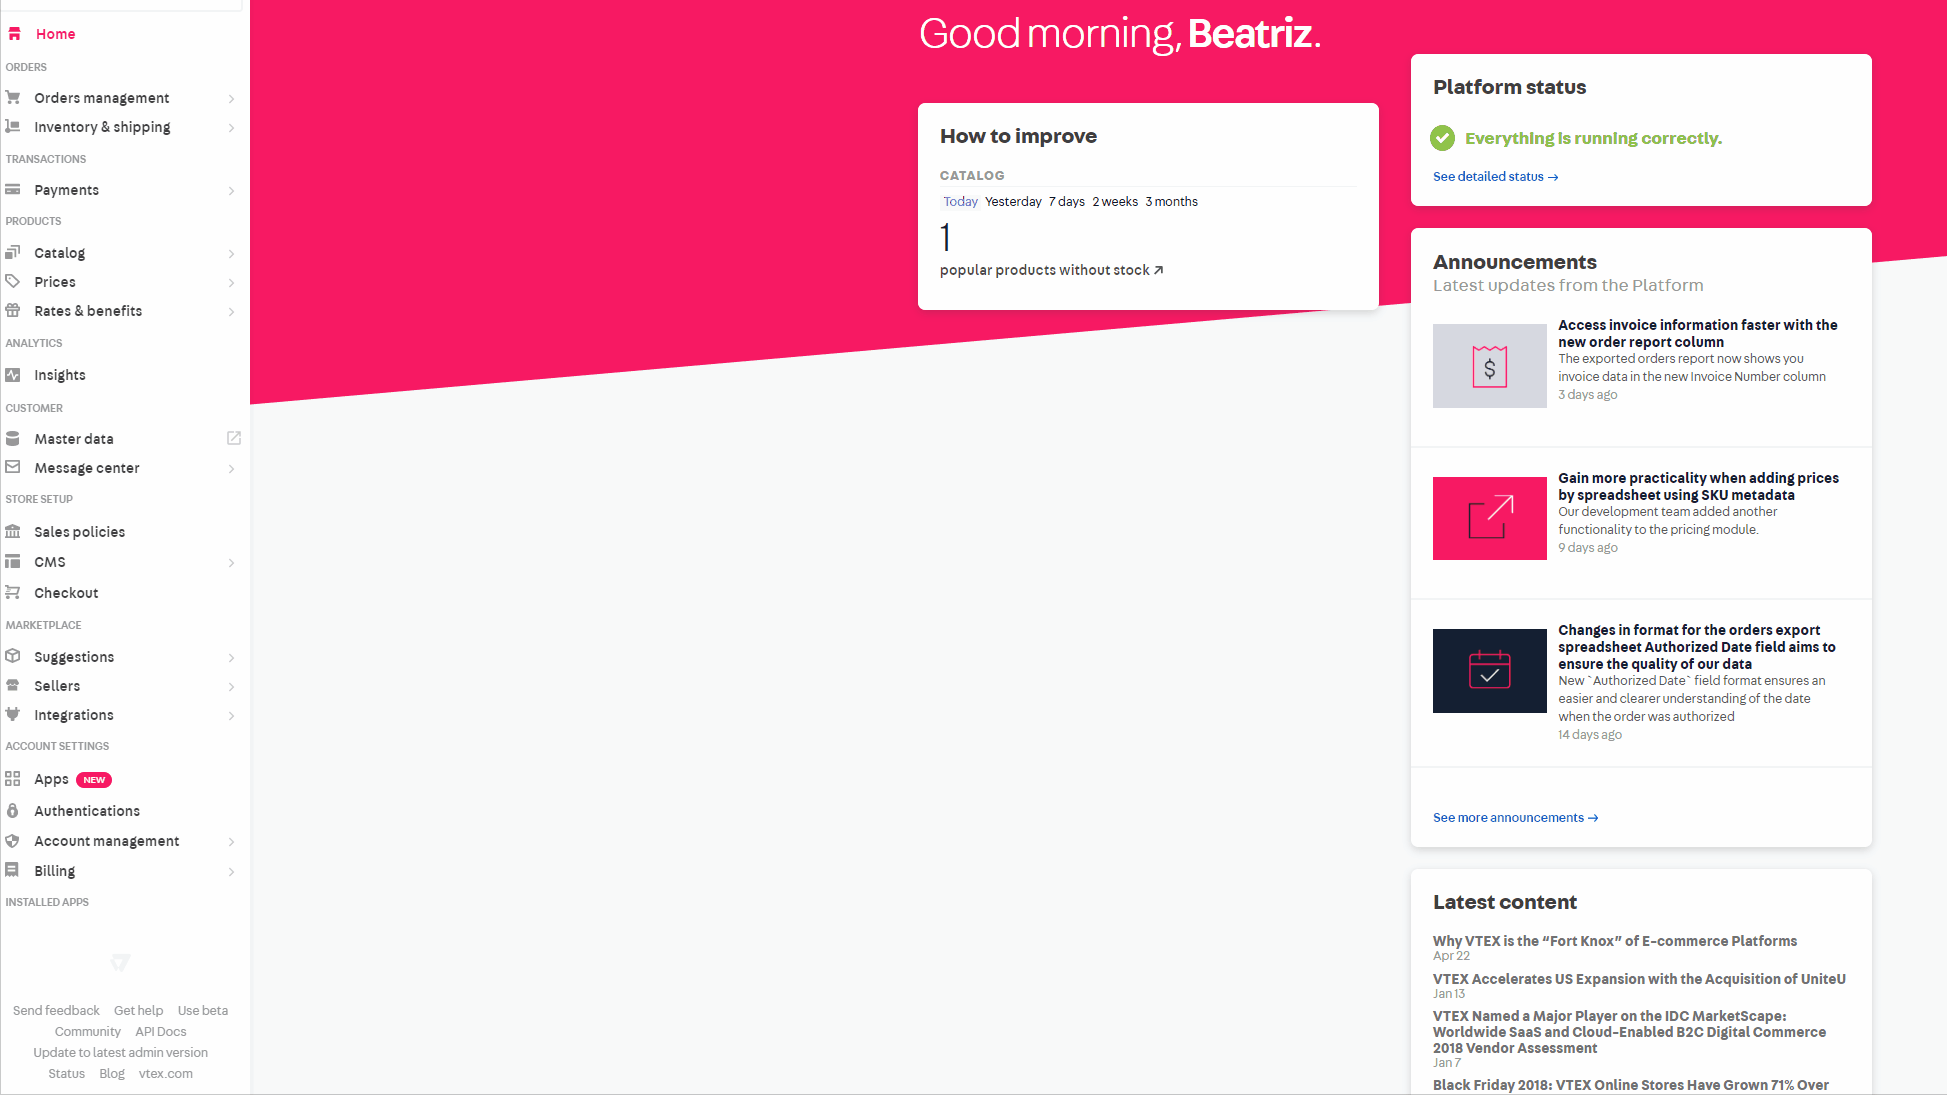 Home
ORDERS
Orders management
Inventory & shipping
TRANSACTIONS
Payments
PRODUCTS
Catalog
Prices
Rates & benefits
ANALYTICS
Insights
CUSTOMER
Master data
Message center
STORE SETUP
Sales policies
CMS
Checkout
MARKETPLACE
Suggestions
Sellers
Integrations
ACCOUNT SETTINGS
Apps NEW
Authentications
Account management
Billing
INSTALLED APPS
Send feedback Get help Use beta
Community API Docs
Update to latest admin version
Status Blog vtex.com
Good morning, Beatriz.
How to improve
CATALOG
Today Yesterday 7 days 2 weeks 3 months
1
popular products without stock
Platform status
Everything is running correctly.
See detailed status →
Announcements
Latest updates from the Platform
$
Access invoice information faster with the
new order report column
The exported orders report now shows you
invoice data in the new Invoice Number column
3 days ago
Gain more practicality when adding prices
by spreadsheet using SKU metadata
Our development team added another
functionality to the pricing module.
9 days ago
Changes in format for the orders export
spreadsheet Authorized Date field aims to
ensure the quality of our data
New `Authorized Date` field format ensures an
easier and clearer understanding of the date
when the order was authorized
14 days ago
See more announcements →
Latest content
Why VTEX is the “Fort Knox” of E-commerce Platforms
Apr 22
VTEX Accelerates US Expansion with the Acquisition of UniteU
Jan 13
VTEX Named a Major Player on the IDC MarketScape:
Worldwide SaaS and Cloud-Enabled B2C Digital Commerce
2018 Vendor Assessment
Jan 7
Black Friday 2018: VTEX Online Stores Have Grown 71% Over